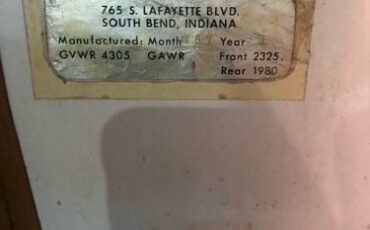 765 S. LAFAYETTE BLVD.
SOUTH BEND, INDIANA
Manufactured: Month Year
GVWR 4305 GAWR Front 2325,
Rear 1980